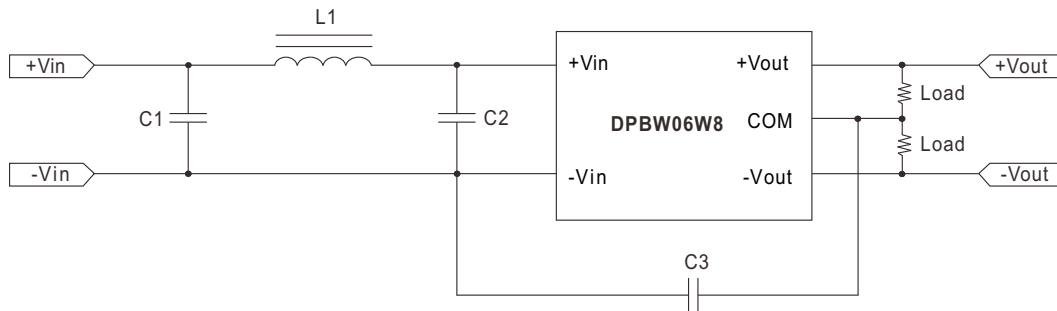 L1
+Vin
+Vin
+Vout
+Vout
Load
C1
C2
DPBW06W8
COM
Load
-Vin
-Vin
-Vout
-Vout
C3